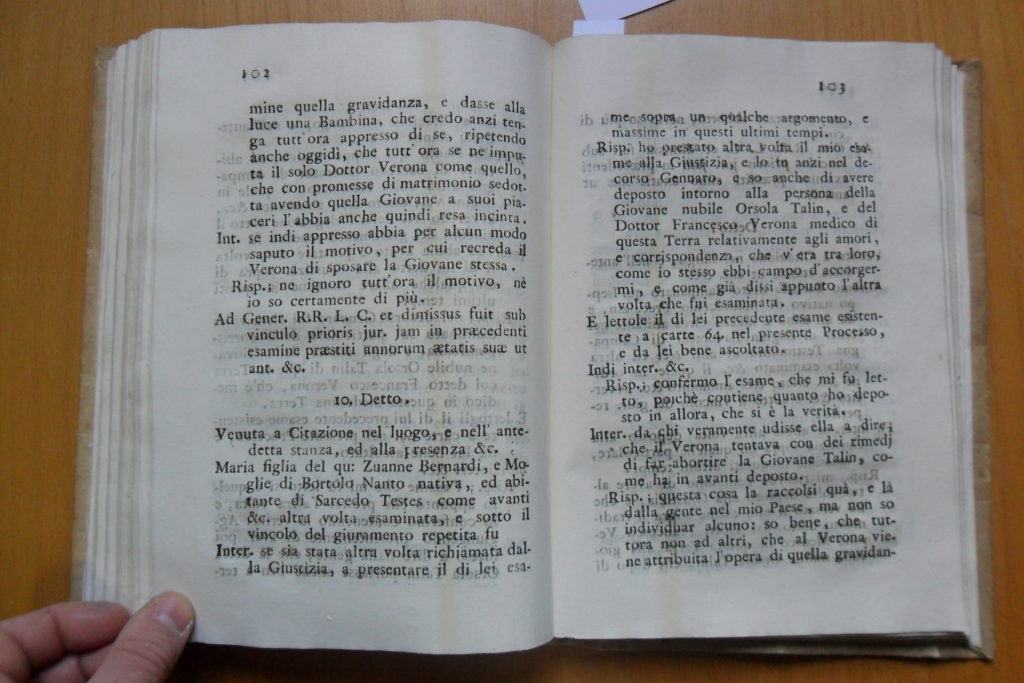 102
mine quella gravidanza, e dasse alla
luce una Bambina, che credo anzi ten-
ga tutt'ora appresso di se, ripetendo
anche oggidì, che tutt'ora se ne impu-
ta il solo Dottor Verona come quello,
che con promesse di matrimonio sedot-
ta avendo quella Giovane a suoi pia-
ceri l'abbia anche quindi resa incinta.
Int. se indi appresso abbia per alcun modo
saputo il motivo, per cui recreda il
Verona di sposare la Giovane stessa.
Risp.; ne ignoro tutt'ora il motivo, nè
io so certamente di più.
Ad Gener. R.R. L. C. et dimissus fuit sub
vinculo prioris jur. jam in præcedenti
esamine præstiti annorum ætatis suæ ut
ant. &c.
10. Detto.
Venuta a Citazione nel luogo, e nell' ante-
detta stanza, ed alla presenza &c.
Maria figlia del qu: Zuanne Bernardi, e Mo-
glie di Bortolo Nanto nativa, ed abi-
tante di Sarcedo Testes come avanti
&c. altra volta esaminata, e sotto il
vincolo del giuramento repetita fu
Inter. se sia stata altra volta richiamata dal-
la Giustizia, a presentare il di lei esa-
103
me sopra un qualche argomento, e
massime in questi ultimi tempi.
Risp. ho prestato altra volta il mio esa-
me alla Giustizia, e lo fu anzi nel de-
corso Gennaro, e so anche di avere
deposto intorno alla persona della
Giovane nubile Orsola Talin, e del
Dottor Francesco Verona medico di
questa Terra relativamente agli amori,
e corrispondenza, che v'era tra loro,
come io stesso ebbi campo d'accorger-
mi, e come già dissi appunto l'altra
volta che fui esaminata.
E lettole il di lei precedente esame esisten-
te a carte 64. nel presente Processo,
e da lei bene ascoltato.
Indi inter. &c.
Risp.; confermo l'esame, che mi fu let-
to, poichè contiene quanto ho depo-
sto in allora, che si è la verità.
Inter. da chi veramente udisse ella a dire,
che il Verona tentava con dei rimedj
di far abortire la Giovane Talin, co-
me ha in avanti deposto.
Risp.; questa cosa la raccolsi quà, e là
dalla gente nel mio Paese, ma non so
individuar alcuno: so bene, che tut-
tora non ad altri, che al Verona vie-
ne attribuita l'opera di quella gravidan-